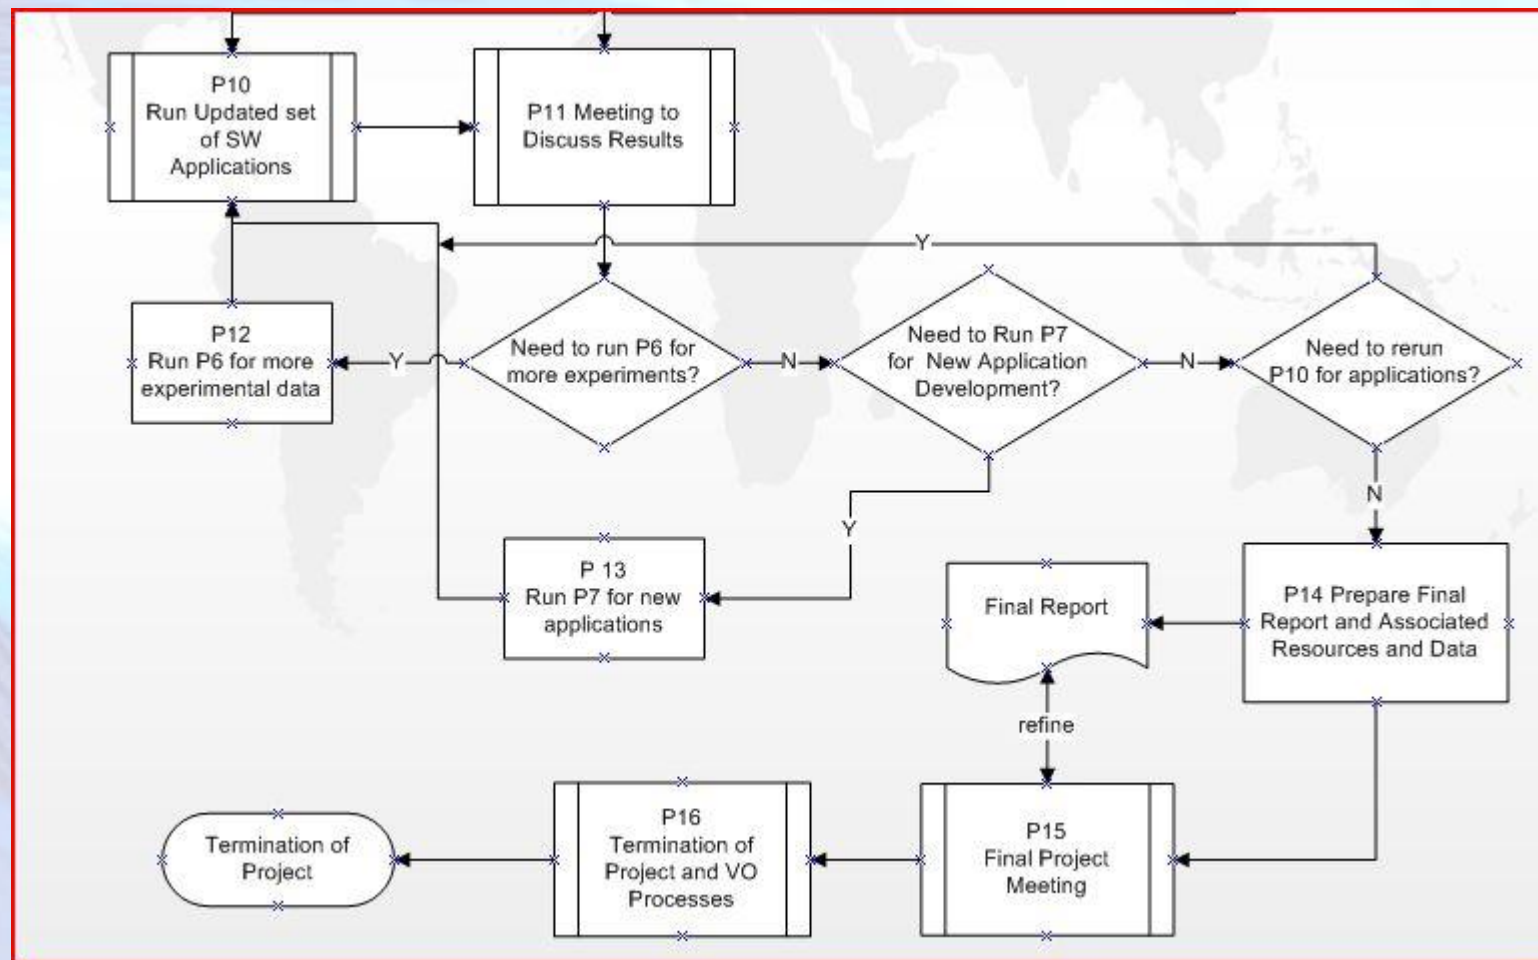 P10
Run Updated set
of SW
Applications
P11 Meeting to
Discuss Results
Y
P12
Run P6 for more
experimental data
Y
Need to run P6 for
more experiments?
N
Need to Run P7
for New Application
Development?
N
Need to rerun
P10 for applications?
N
Y
P 13
Run P7 for new
applications
Final Report
P14 Prepare Final
Report and Associated
Resources and Data
refine
Termination of
Project
P16
Termination of
Project and VO
Processes
P15
Final Project
Meeting